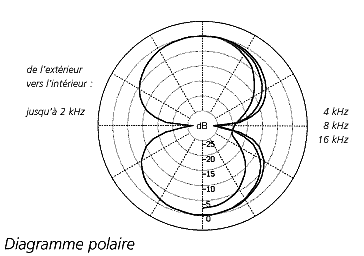 de l'extérieur
vers l'intérieur :
jusqu'à 2 kHz
4 kHz
8 kHz
16 kHz
dB
-25
-20
-15
-10
-5
0
Diagramme polaire